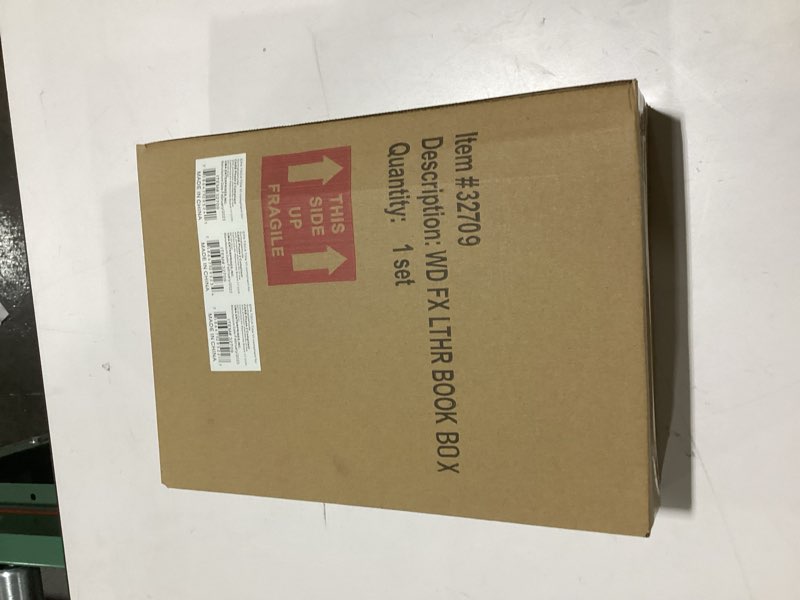 Item # 32709
Description: WD FX LTHR BOOK BOX
Quantity: 1 set
THIS
SIDE
UP
FRAGILE
MADE IN CHINA
MADE IN CHINA
MADE IN CHINA